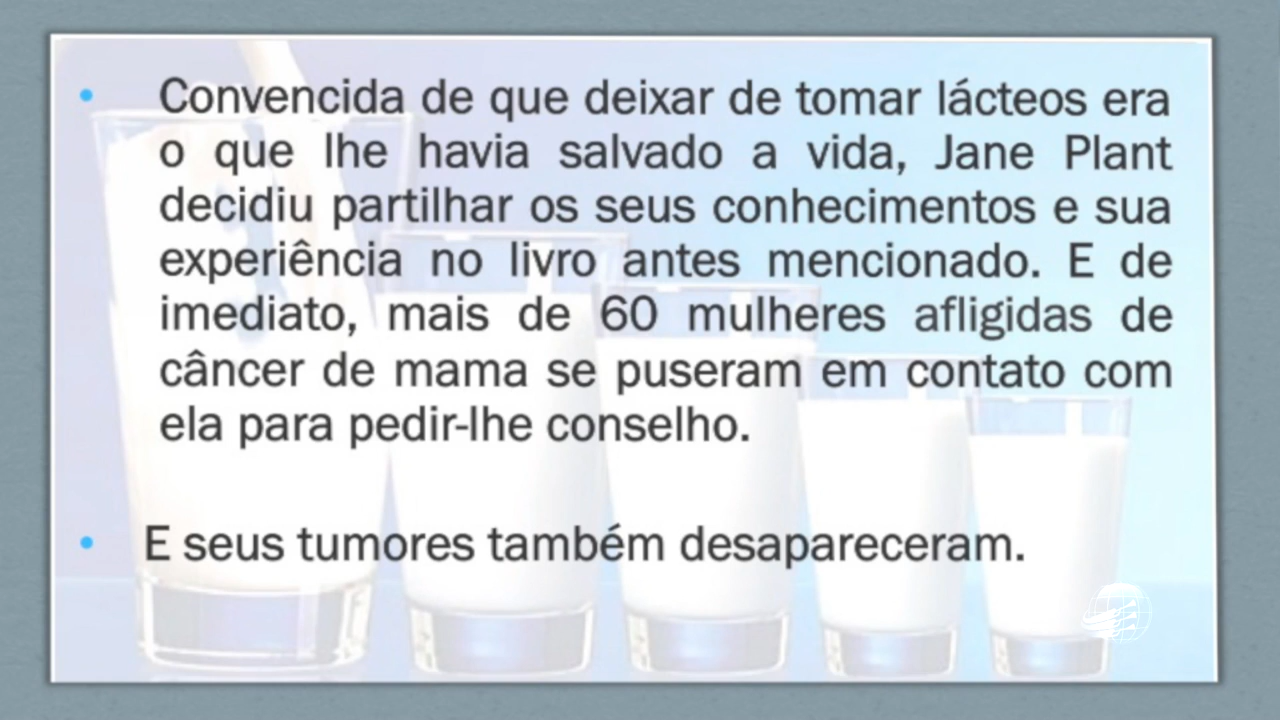 • Convencida de que deixar de tomar lácteos era
o que lhe havia salvado a vida, Jane Plant
decidiu partilhar os seus conhecimentos e sua
experiência no livro antes mencionado. E de
imediato, mais de 60 mulheres afligidas de
câncer de mama se puseram em contato com
ela para pedir-lhe conselho.
• E seus tumores também desapareceram.